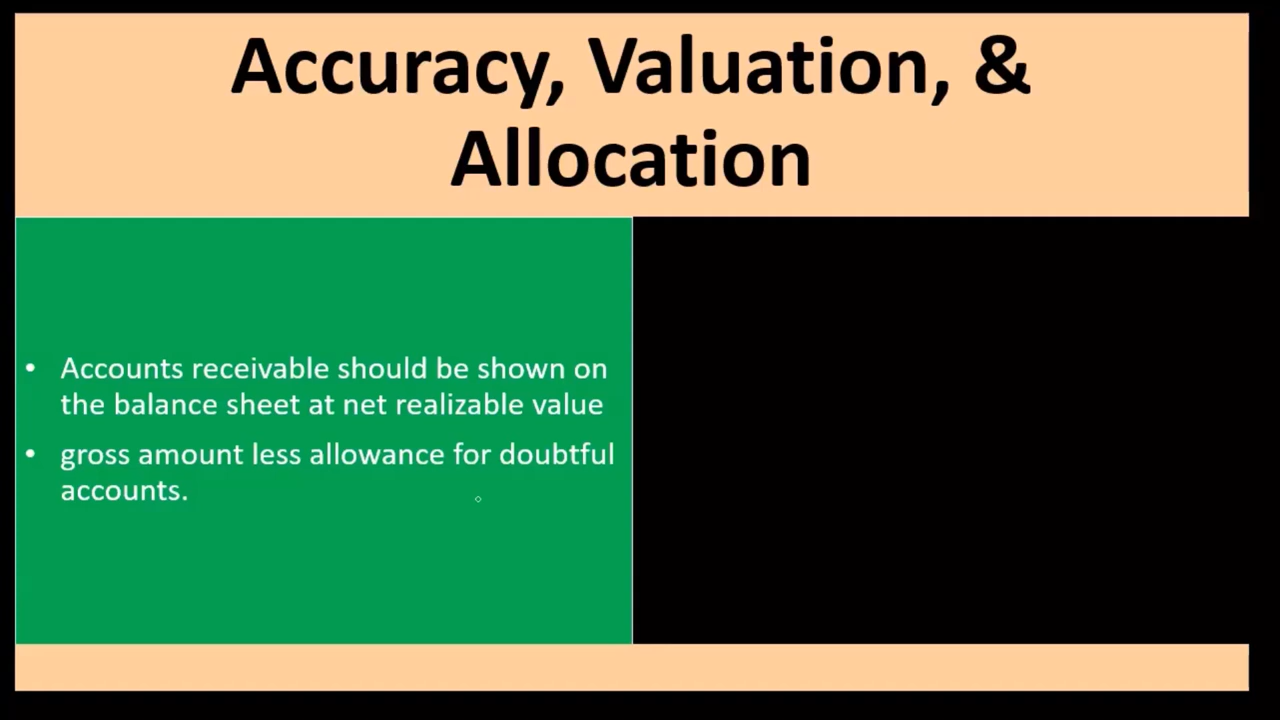 Accuracy, Valuation, &
Allocation
• Accounts receivable should be shown on
the balance sheet at net realizable value
• gross amount less allowance for doubtful
accounts.